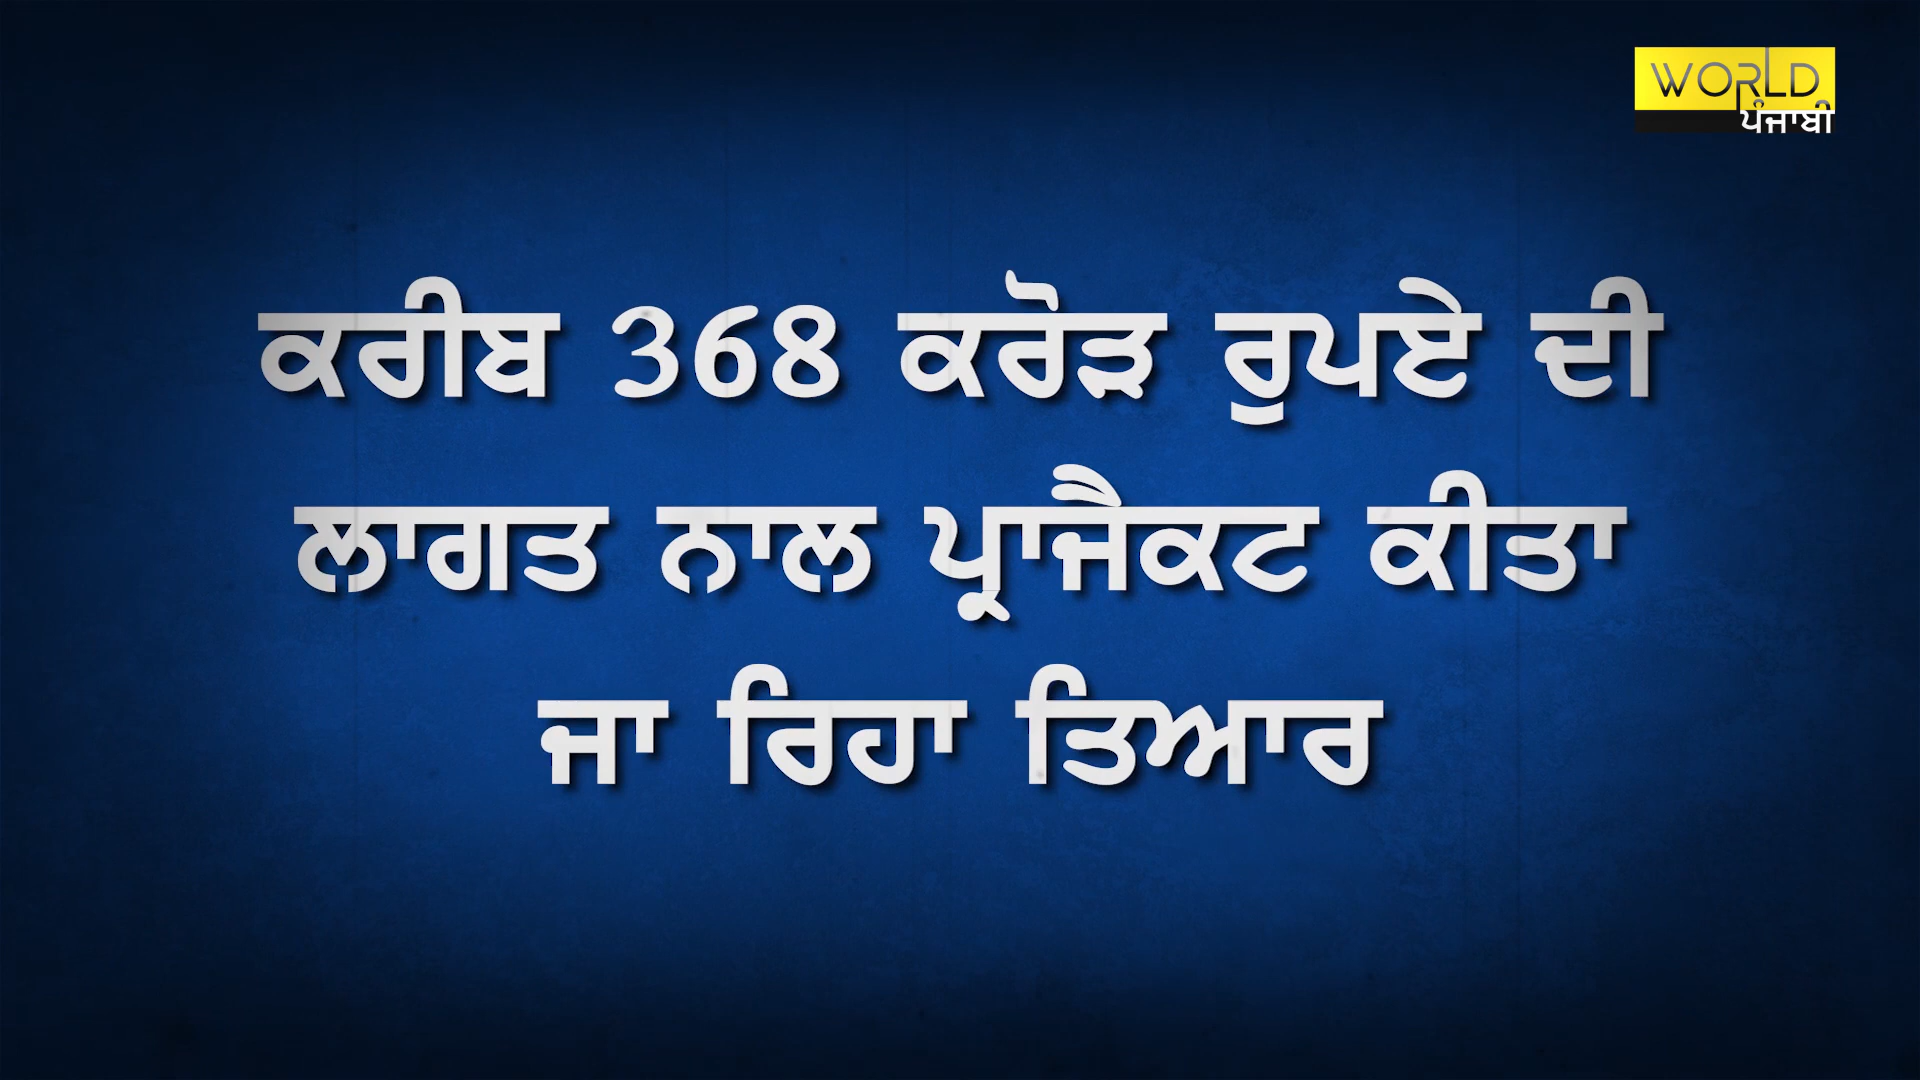 WORLD
ਪੰਜਾਬੀ
ਕਰੀਬ 368 ਕਰੋੜ ਰੁਪਏ ਦੀ
ਲਾਗਤ ਨਾਲ ਪ੍ਰਾਜੈਕਟ ਕੀਤਾ
ਜਾ ਰਿਹਾ ਤਿਆਰ